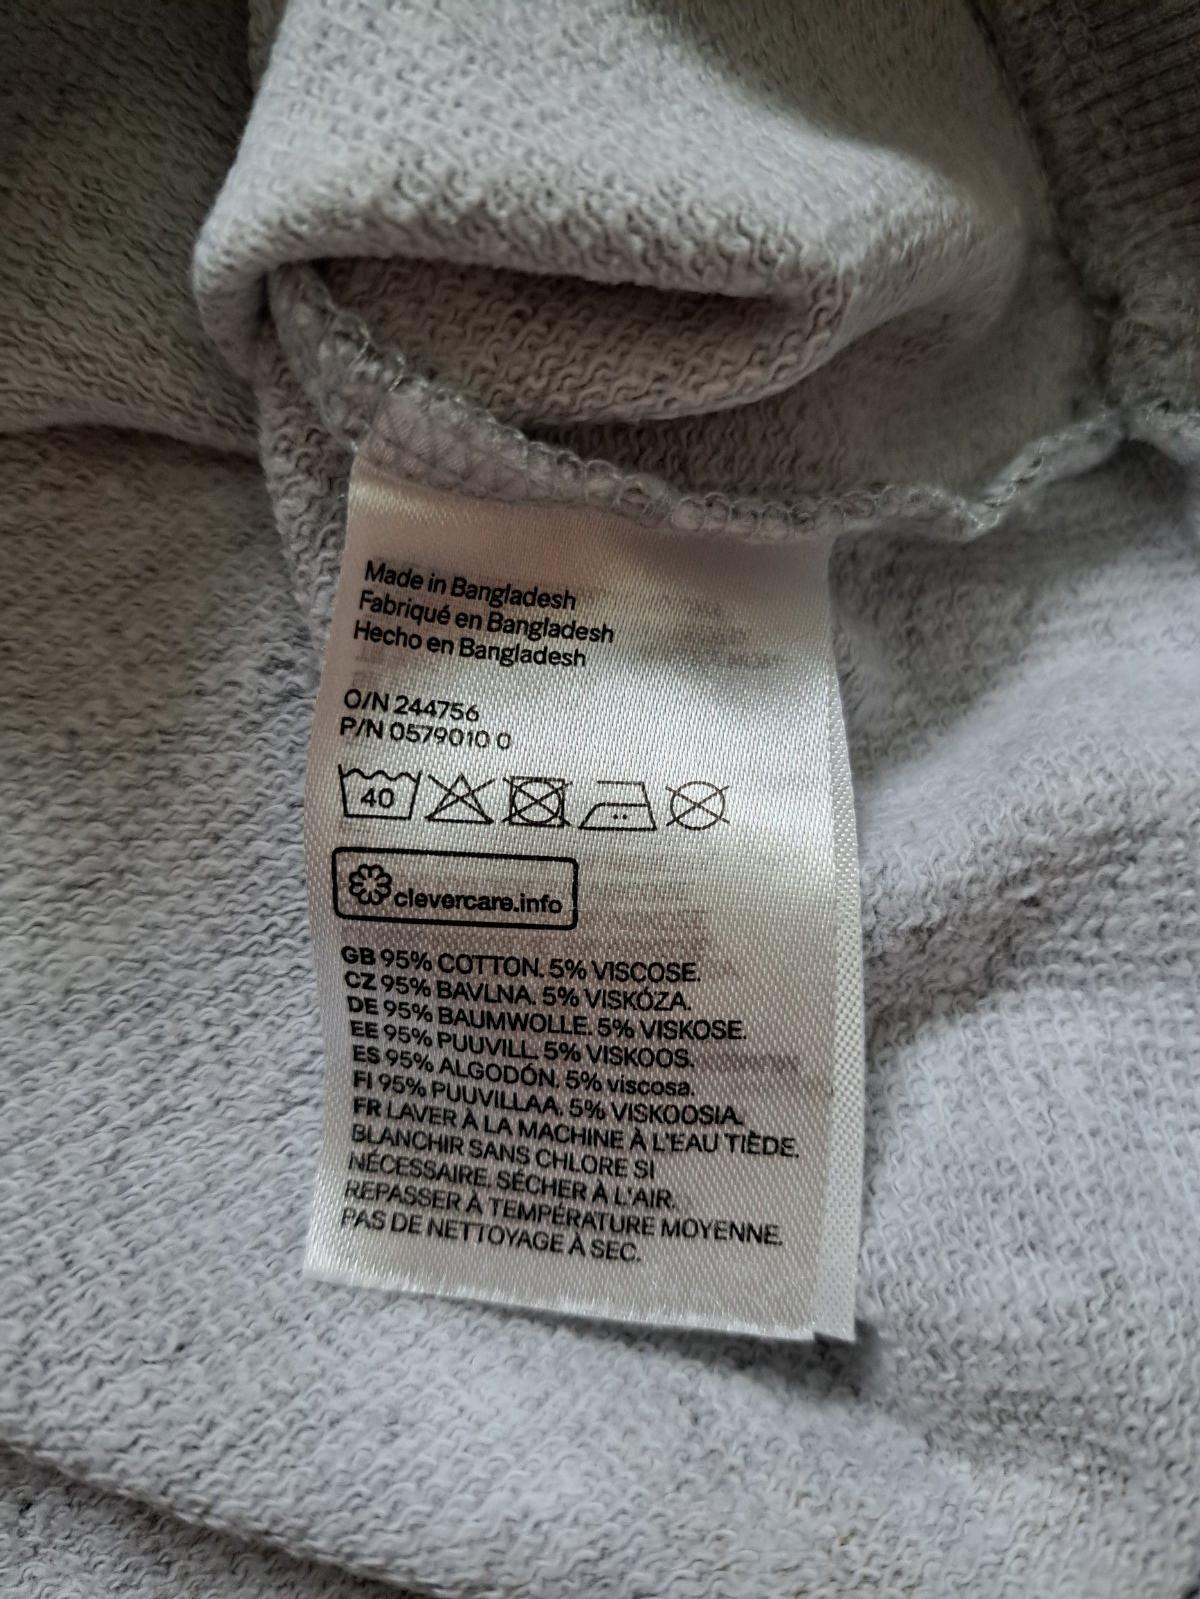 Made in Bangladesh
Fabriqué en Bangladesh
Hecho en Bangladesh
O/N 244756
P/N 0579010 0
40
clevercare.info
GB 95% COTTON. 5% VISCOSE.
CZ 95% BAVLNA. 5% VISKÓZA.
DE 95% BAUMWOLLE. 5% VISKOSE.
EE 95% PUUVILL. 5% VISKOOS.
ES 95% ALGODÓN. 5% viscosa.
FI 95% PUUVILLAA. 5% VISKOOSIA.
FR LAVER À LA MACHINE À L'EAU TIÈDE.
BLANCHIR SANS CHLORE SI
NÉCESSAIRE. SÉCHER À L'AIR.
REPASSER À TEMPÉRATURE MOYENNE.
PAS DE NETTOYAGE À SEC.